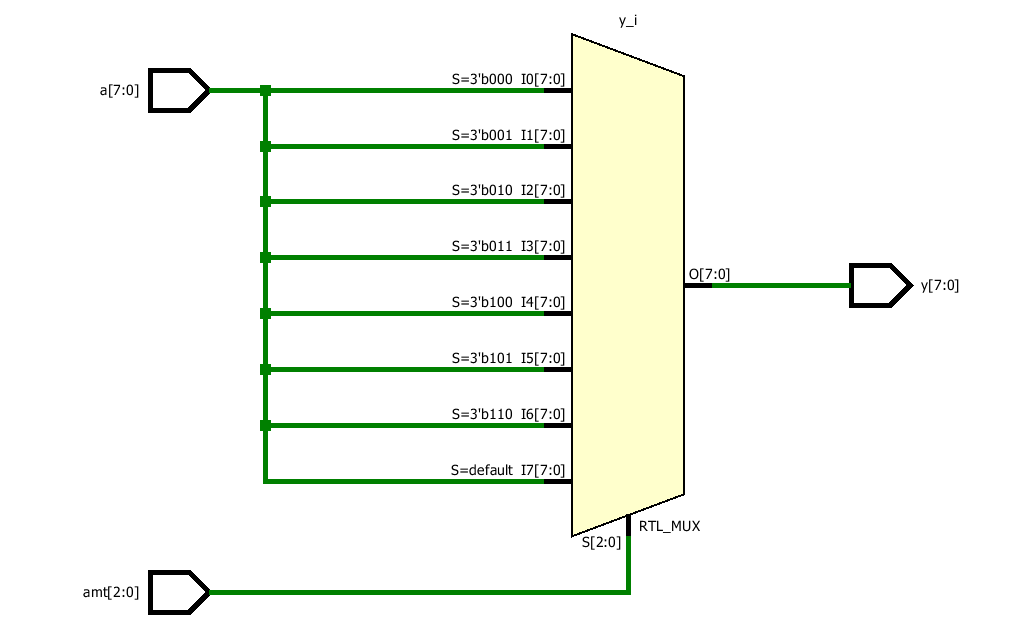 y_i
a[7:0]
S=3'b000 I0[7:0]
S=3'b001 I1[7:0]
S=3'b010 I2[7:0]
S=3'b011 I3[7:0]
O[7:0]
y[7:0]
S=3'b100 I4[7:0]
S=3'b101 I5[7:0]
S=3'b110 I6[7:0]
S=default I7[7:0]
RTL_MUX
S[2:0]
amt[2:0]